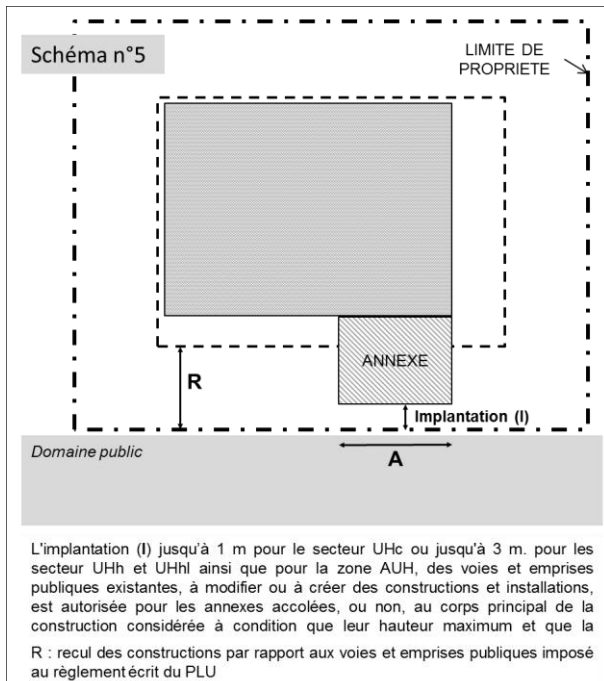 Schéma n°5
LIMITE DE
PROPRIETE
ANNEXE
R
Implantation (I)
A
Domaine public
L'implantation (I) jusqu'à 1 m pour le secteur UHc ou jusqu'à 3 m. pour les
secteur UHh et UHhl ainsi que pour la zone AUH, des voies et emprises
publiques existantes, à modifier ou à créer des constructions et installations,
est autorisée pour les annexes accolées, ou non, au corps principal de la
construction considérée à condition que leur hauteur maximum et que la
R : recul des constructions par rapport aux voies et emprises publiques imposé
au règlement écrit du PLU